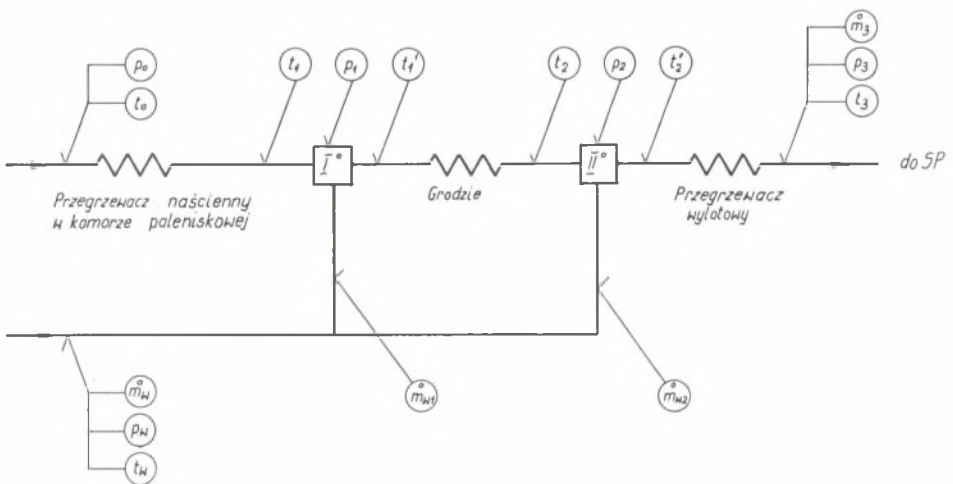 p₀
t₀
t₁
p₁
t₁'
t₂
p₂
t₂'
ṁ₃
p₃
t₃
I°
II°
do SP
Przegrzewacz naścienny
w komorze paleniskowej
Grodzie
Przegrzewacz
wylotowy
ṁw
pw
tw
ṁw1
ṁw2